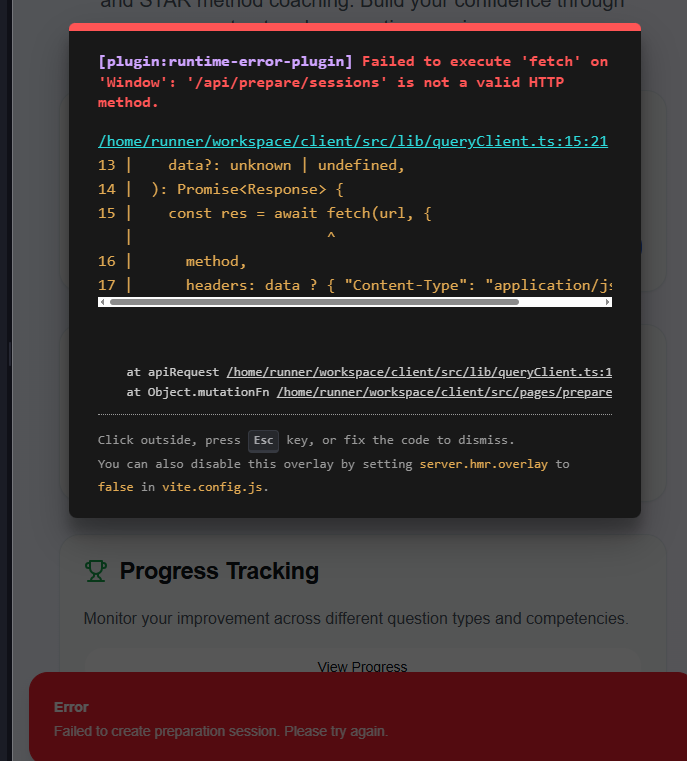 and STAR method coaching. Build your confidence through
[plugin:runtime-error-plugin] Failed to execute 'fetch' on
'Window': '/api/prepare/sessions' is not a valid HTTP
method.
/home/runner/workspace/client/src/lib/queryClient.ts:15:21
13 |    data?: unknown | undefined,
14 |  ): Promise<Response> {
15 |    const res = await fetch(url, {
   |                      ^
16 |      method,
17 |      headers: data ? { "Content-Type": "application/js
at apiRequest /home/runner/workspace/client/src/lib/queryClient.ts:1
at Object.mutationFn /home/runner/workspace/client/src/pages/prepare
Click outside, press Esc key, or fix the code to dismiss.
You can also disable this overlay by setting server.hmr.overlay to
false in vite.config.js.
Progress Tracking
Monitor your improvement across different question types and competencies.
View Progress
Error
Failed to create preparation session. Please try again.